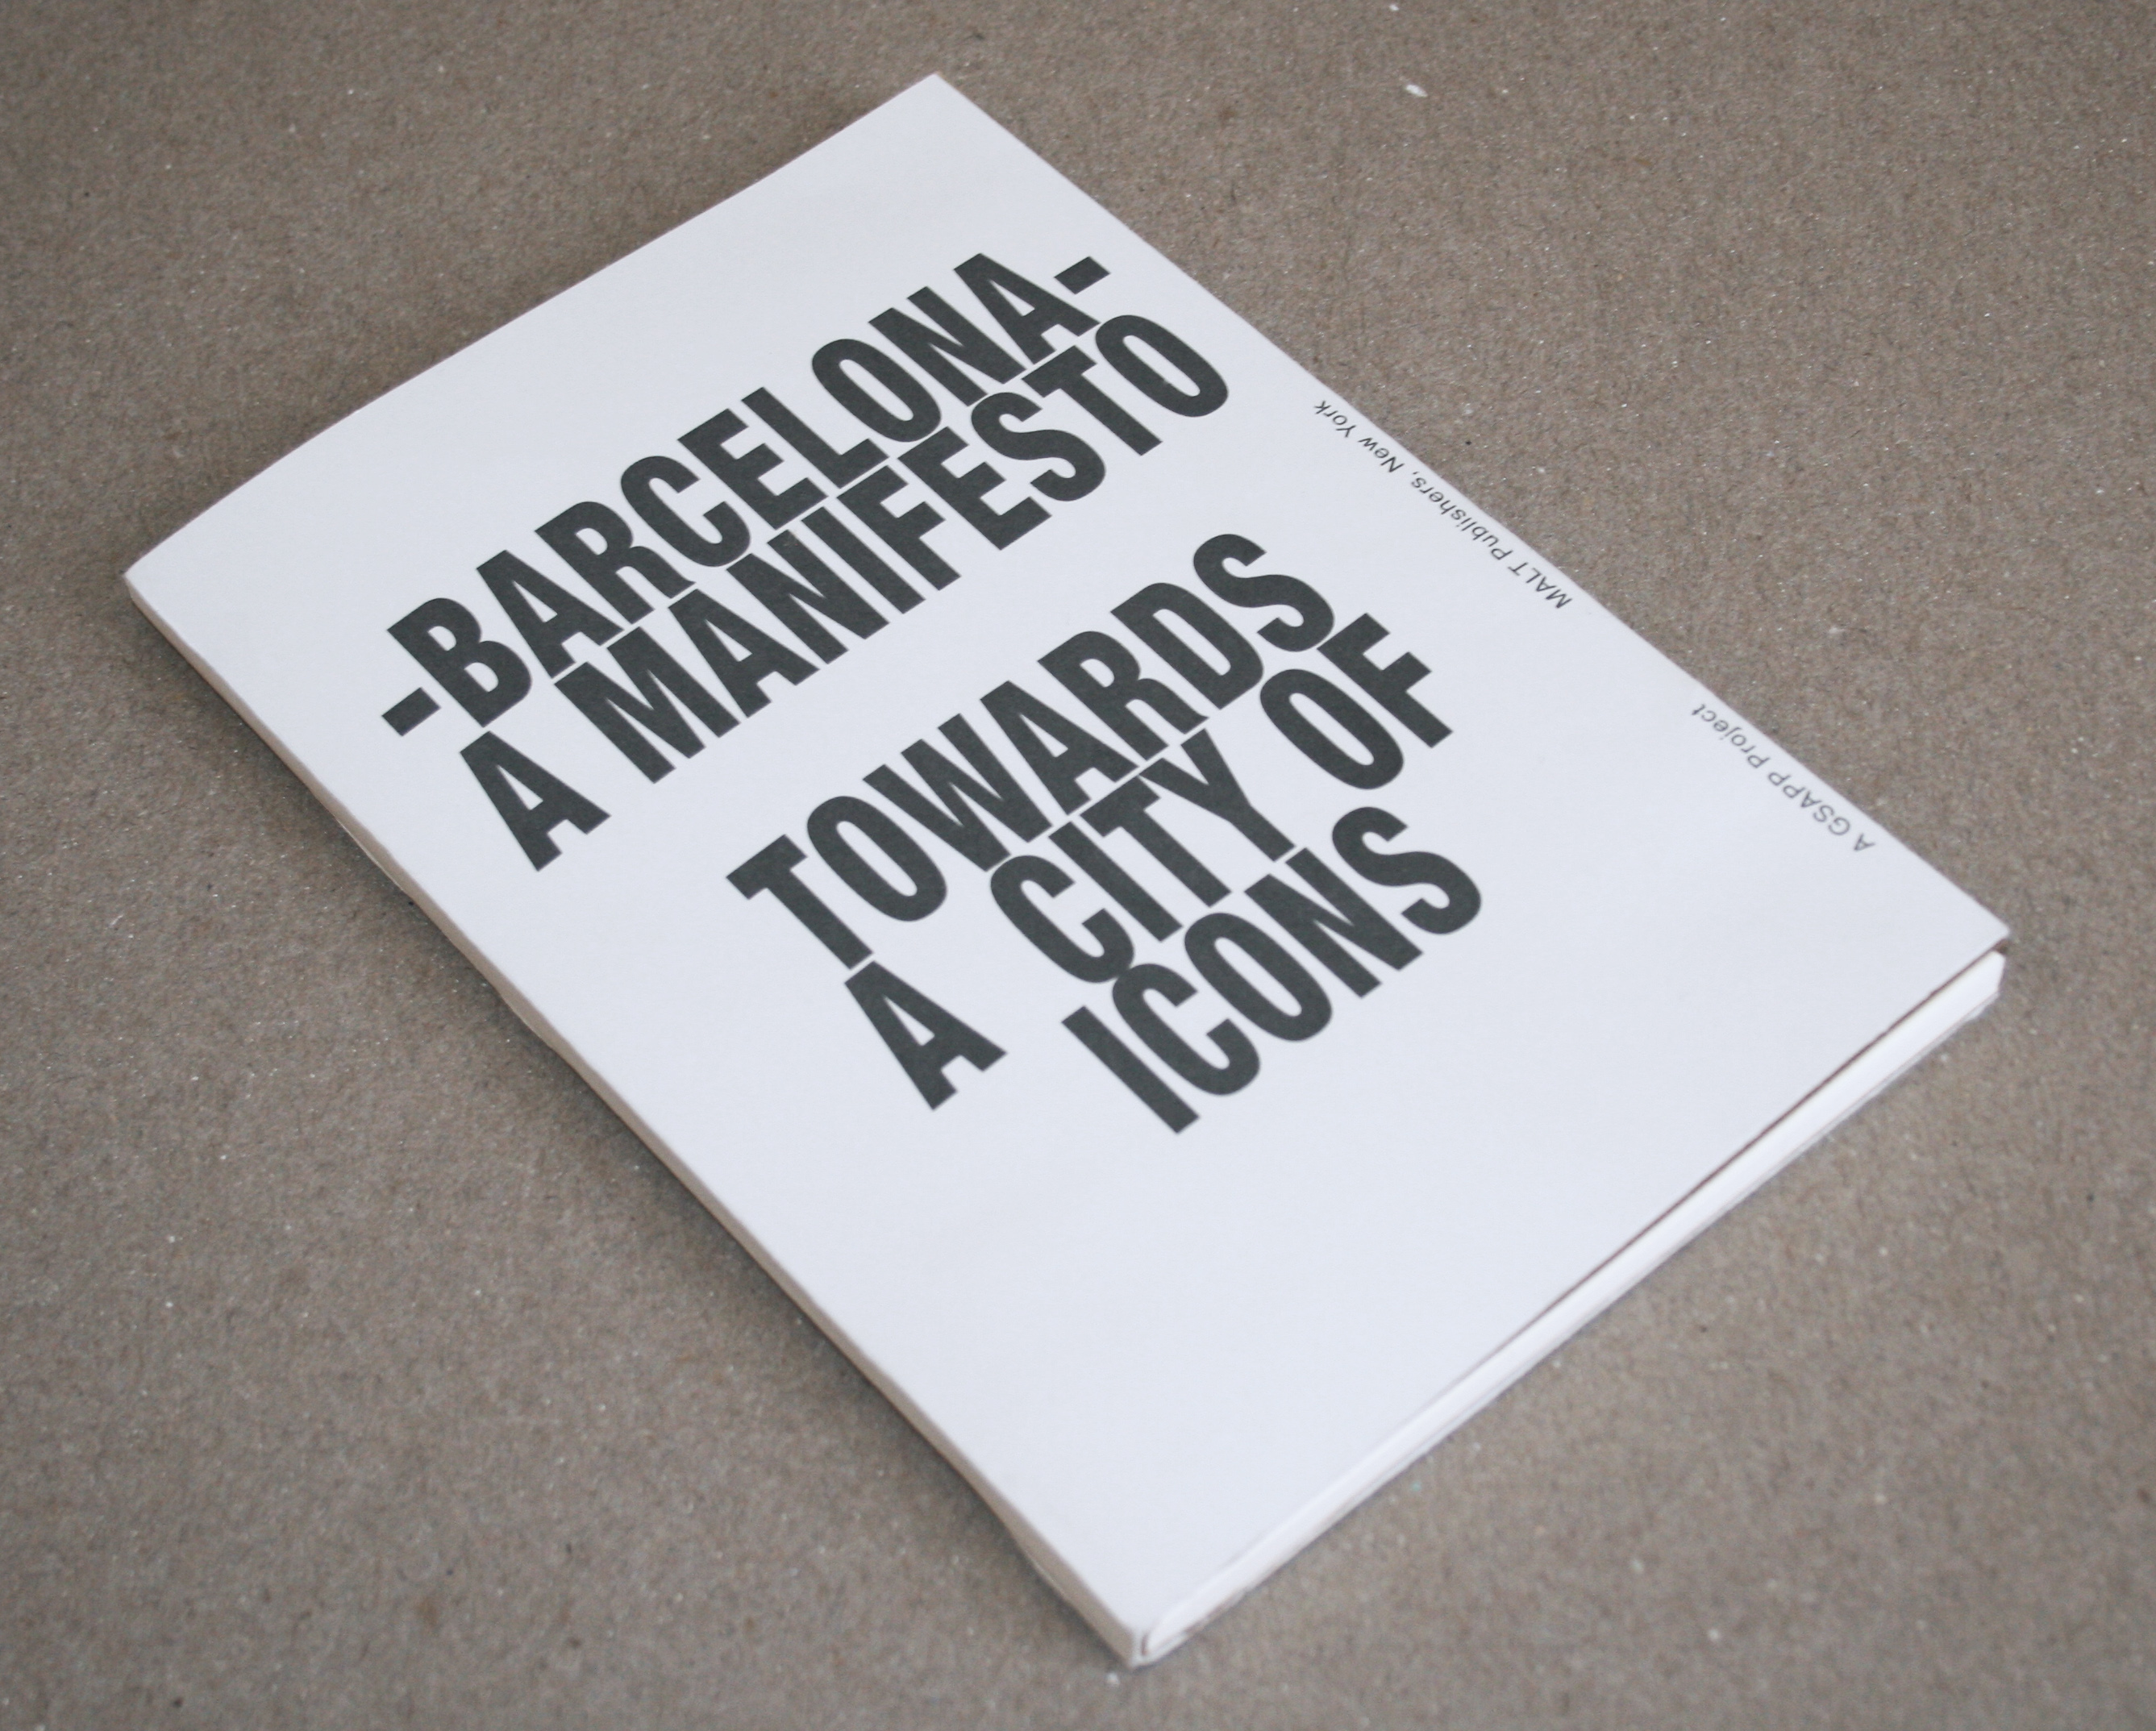 -BARCELONA-
A MANIFESTO
TOWARDS
A CITY OF
ICONS
A GSAPP Project
MALT Publishers, New York